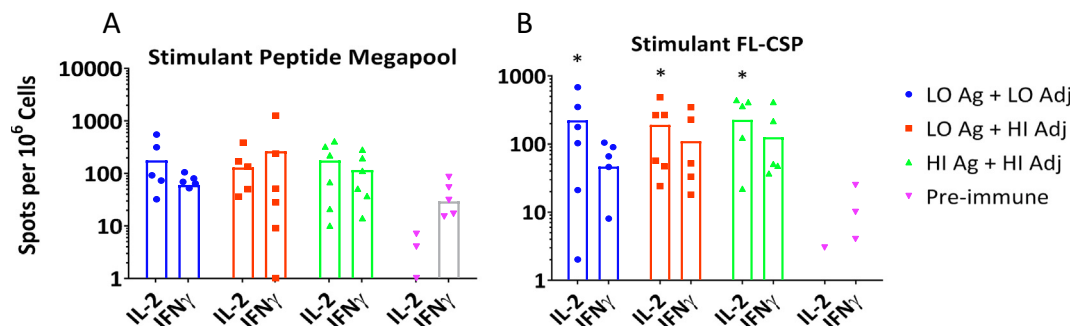 A
Stimulant Peptide Megapool
Spots per 10⁶ Cells
10000
1000
100
10
1
IL-2 IFNγ IL-2 IFNγ IL-2 IFNγ IL-2 IFNγ
B
Stimulant FL-CSP
* * *
1000
100
10
1
IL-2 IFNγ IL-2 IFNγ IL-2 IFNγ IL-2 IFNγ
LO Ag + LO Adj
LO Ag + HI Adj
HI Ag + HI Adj
Pre-immune